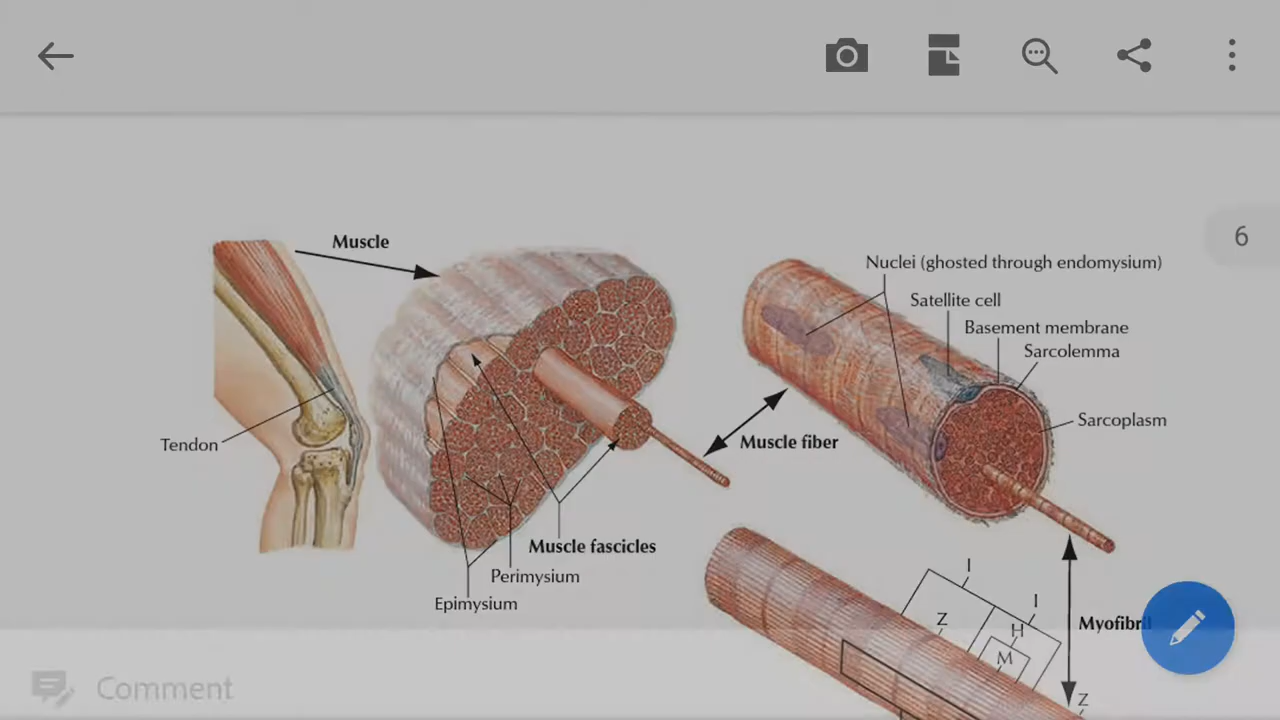 6
Muscle
Nuclei (ghosted through endomysium)
Satellite cell
Basement membrane
Sarcolemma
Sarcoplasm
Tendon
Muscle fiber
Muscle fascicles
Perimysium
Epimysium
I
I
Z
H
M
Myofibril
Z
Comment